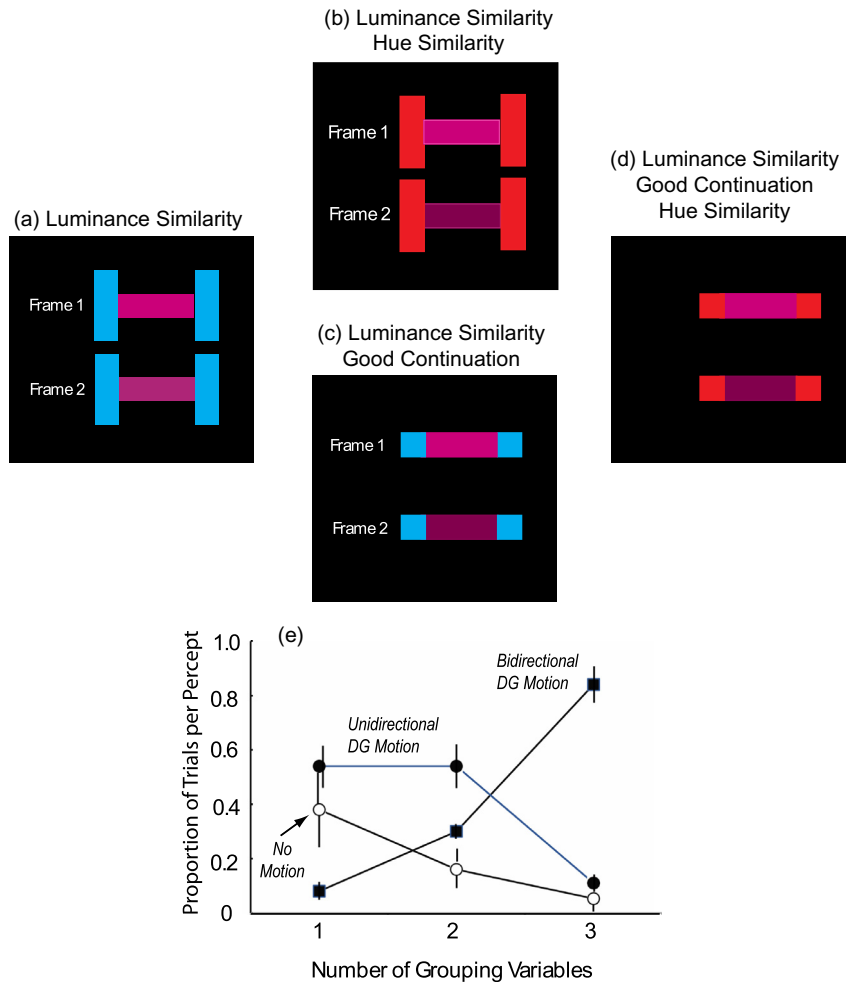 (b) Luminance Similarity
Hue Similarity
Frame 1
Frame 2
(d) Luminance Similarity
Good Continuation
Hue Similarity
(a) Luminance Similarity
Frame 1
Frame 2
(c) Luminance Similarity
Good Continuation
Frame 1
Frame 2
(e)
Proportion of Trials per Percept
1.0
0.8
0.6
0.4
0.2
0
Bidirectional
DG Motion
Unidirectional
DG Motion
No
Motion
1 2 3
Number of Grouping Variables